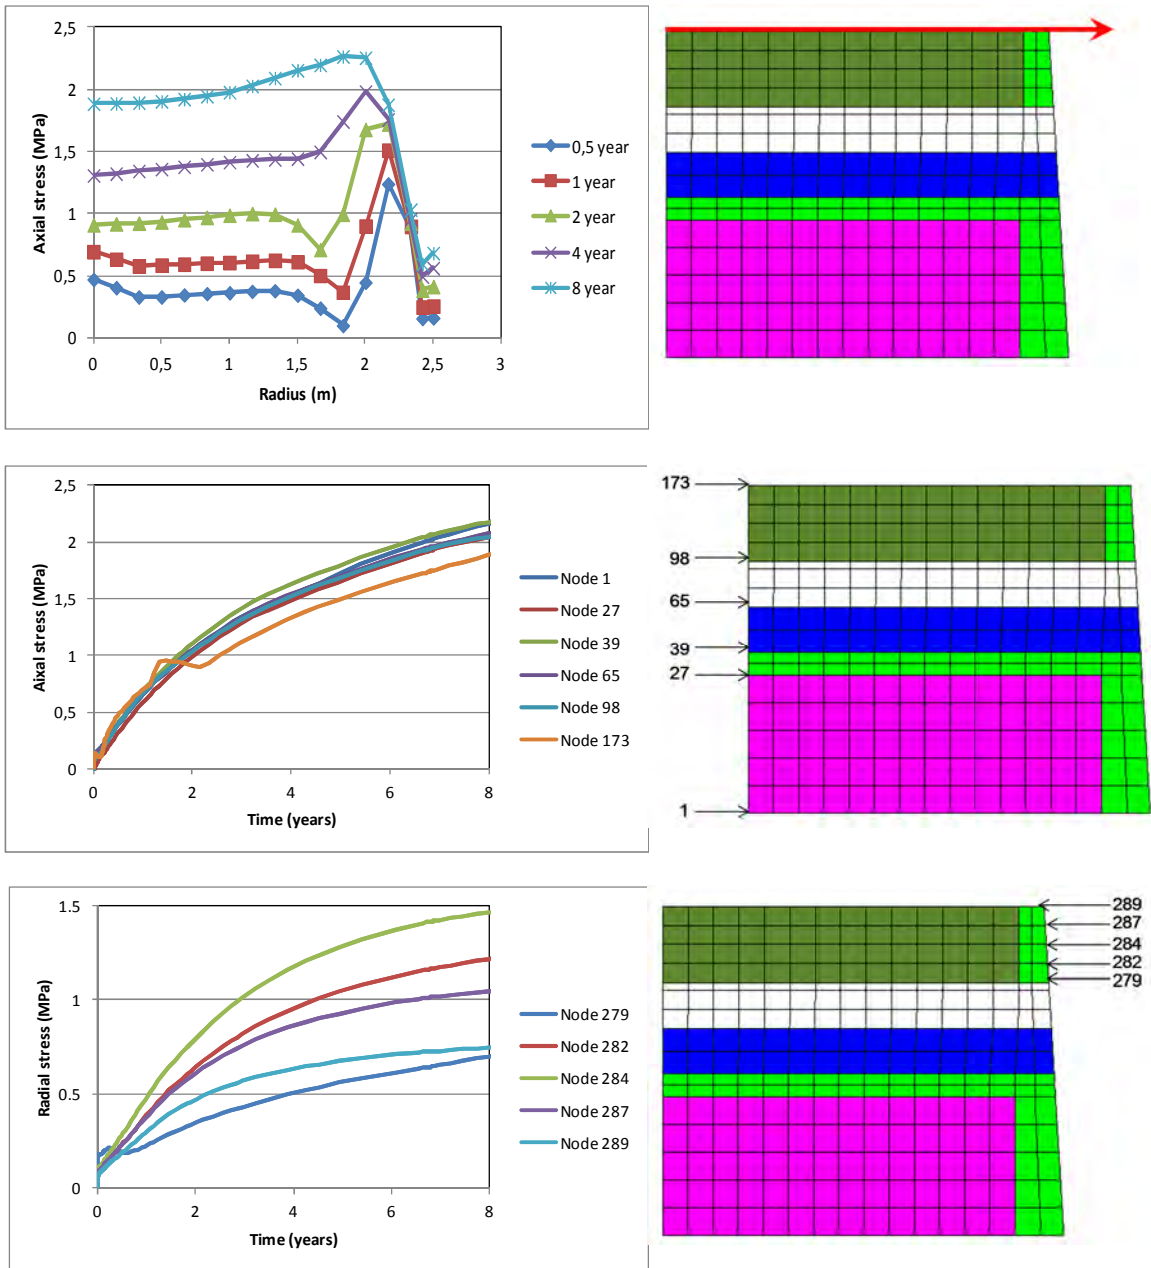 2,5
2
1,5
1
0,5
0
Axial stress (MPa)
0 0,5 1 1,5 2 2,5 3
Radius (m)
0,5 year
1 year
2 year
4 year
8 year
2,5
2
1,5
1
0,5
0
Aixal stress (MPa)
0 2 4 6 8
Time (years)
Node 1
Node 27
Node 39
Node 65
Node 98
Node 173
173
98
65
39
27
1
1.5
1
0.5
0
Radial stress (MPa)
0 2 4 6 8
Time (years)
Node 279
Node 282
Node 284
Node 287
Node 289
289
287
284
282
279